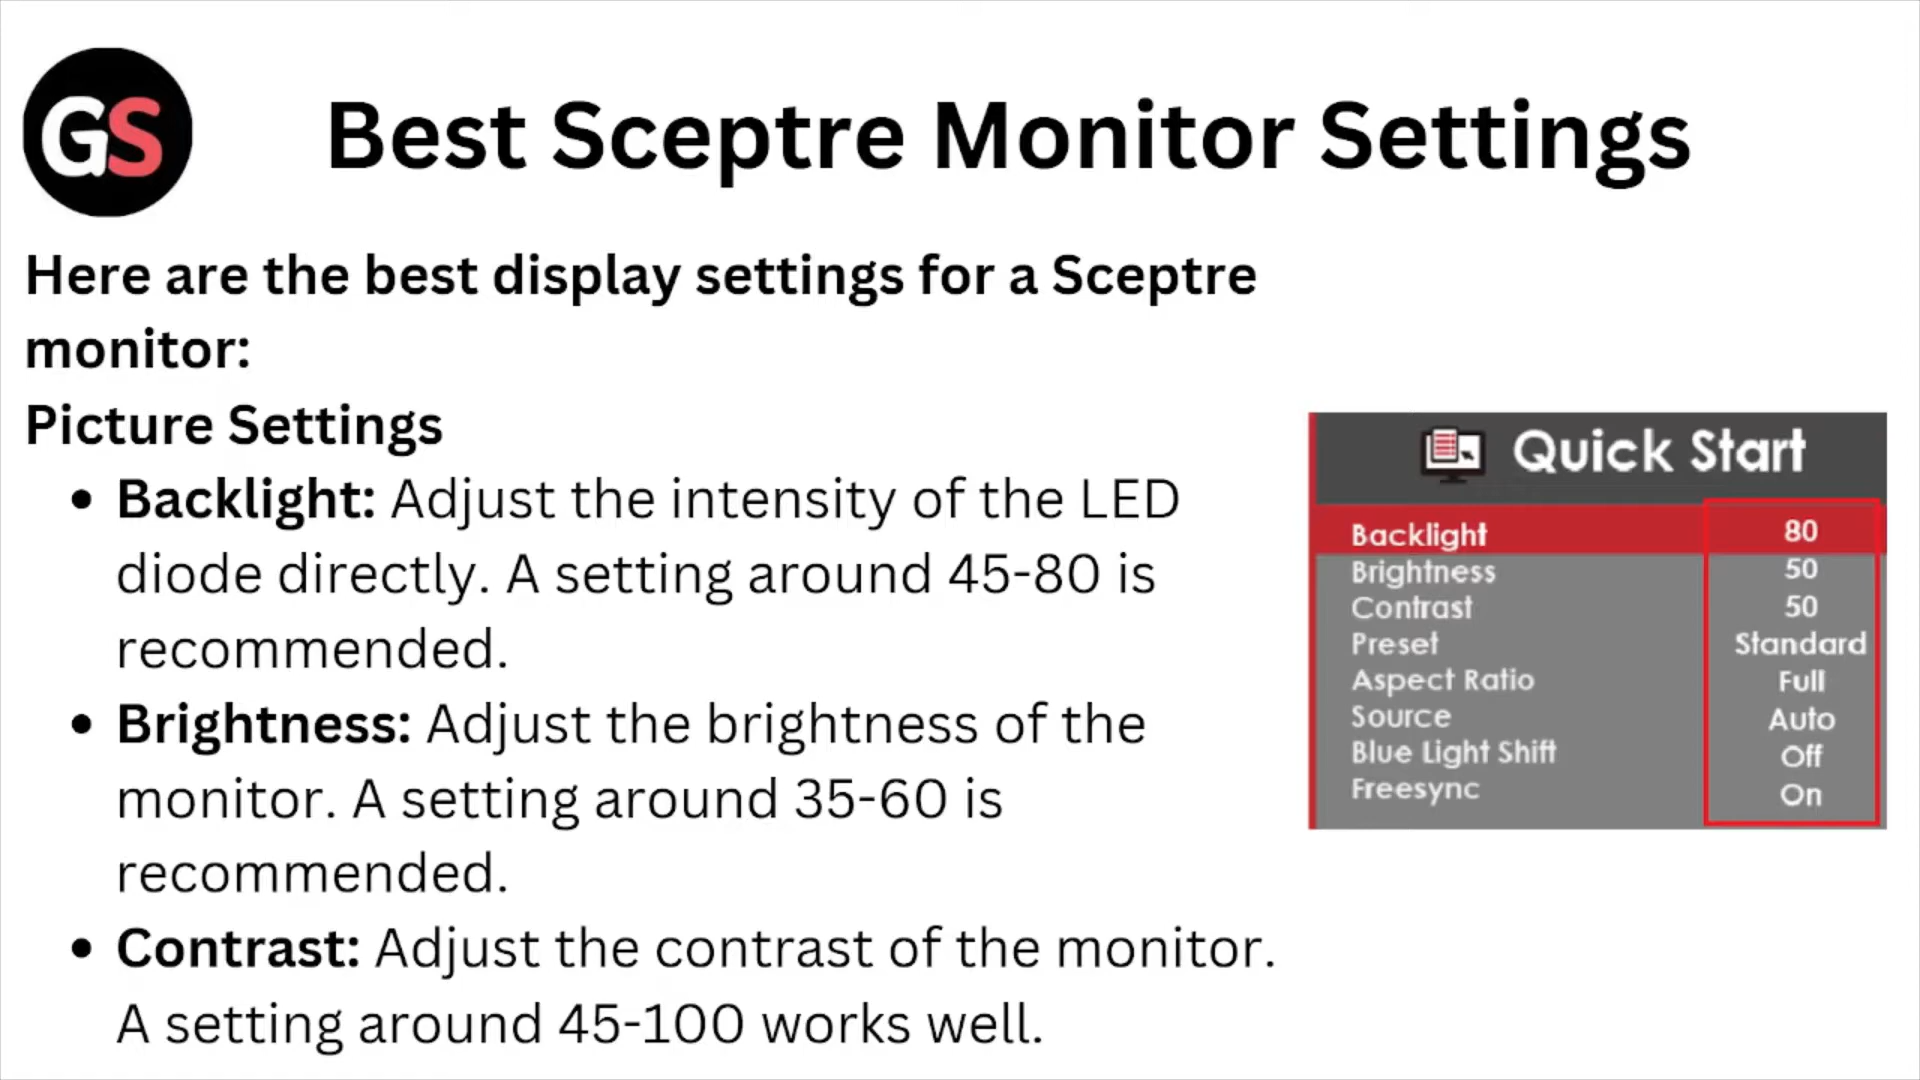 GS
Best Sceptre Monitor Settings
Here are the best display settings for a Sceptre
monitor:
Picture Settings
• Backlight: Adjust the intensity of the LED
diode directly. A setting around 45-80 is
recommended.
• Brightness: Adjust the brightness of the
monitor. A setting around 35-60 is
recommended.
• Contrast: Adjust the contrast of the monitor.
A setting around 45-100 works well.
Quick Start
Backlight 80
Brightness 50
Contrast 50
Preset Standard
Aspect Ratio Full
Source Auto
Blue Light Shift Off
Freesync On